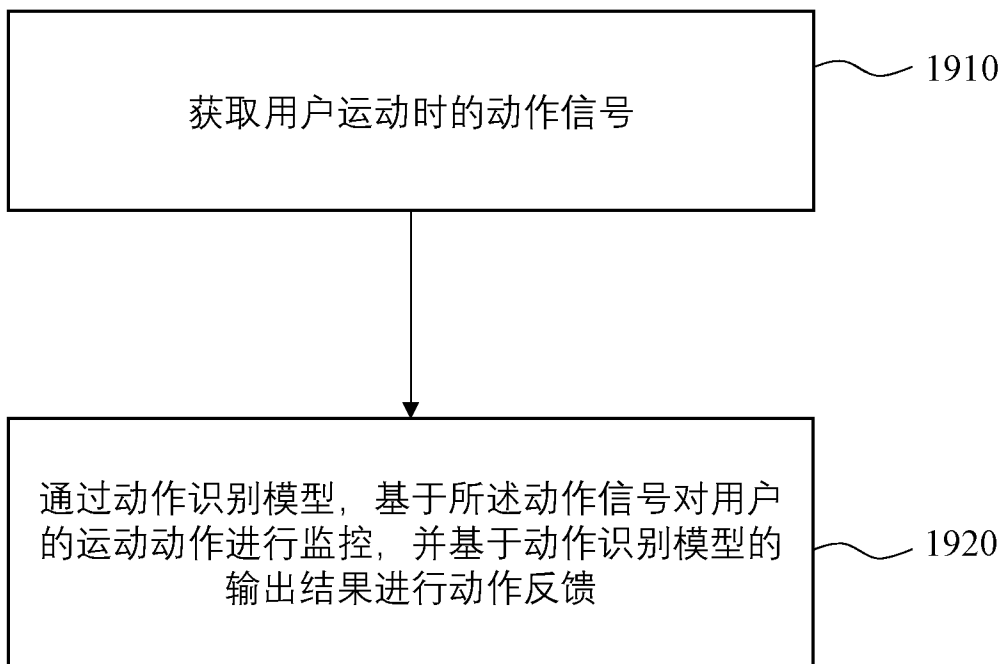 获取用户运动时的动作信号
1910
通过动作识别模型，基于所述动作信号对用户
的运动动作进行监控，并基于动作识别模型的
输出结果进行动作反馈
1920